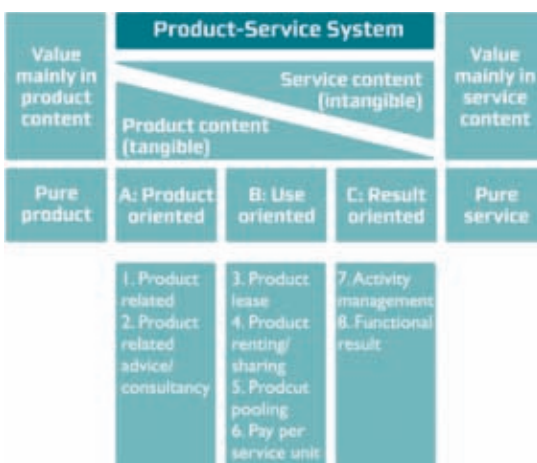 Product-Service System
Value
mainly in
product
content
Service content
(intangible)
Product content
(tangible)
Value
mainly in
service
content
Pure
product
A: Product
oriented
B: Use
oriented
C: Result
oriented
Pure
service
1. Product
related
2. Product
related
advice/
consultancy
3. Product
lease
4. Product
renting/
sharing
5. Prodcut
pooling
6. Pay per
service unit
7. Activity
management
8. Functional
result